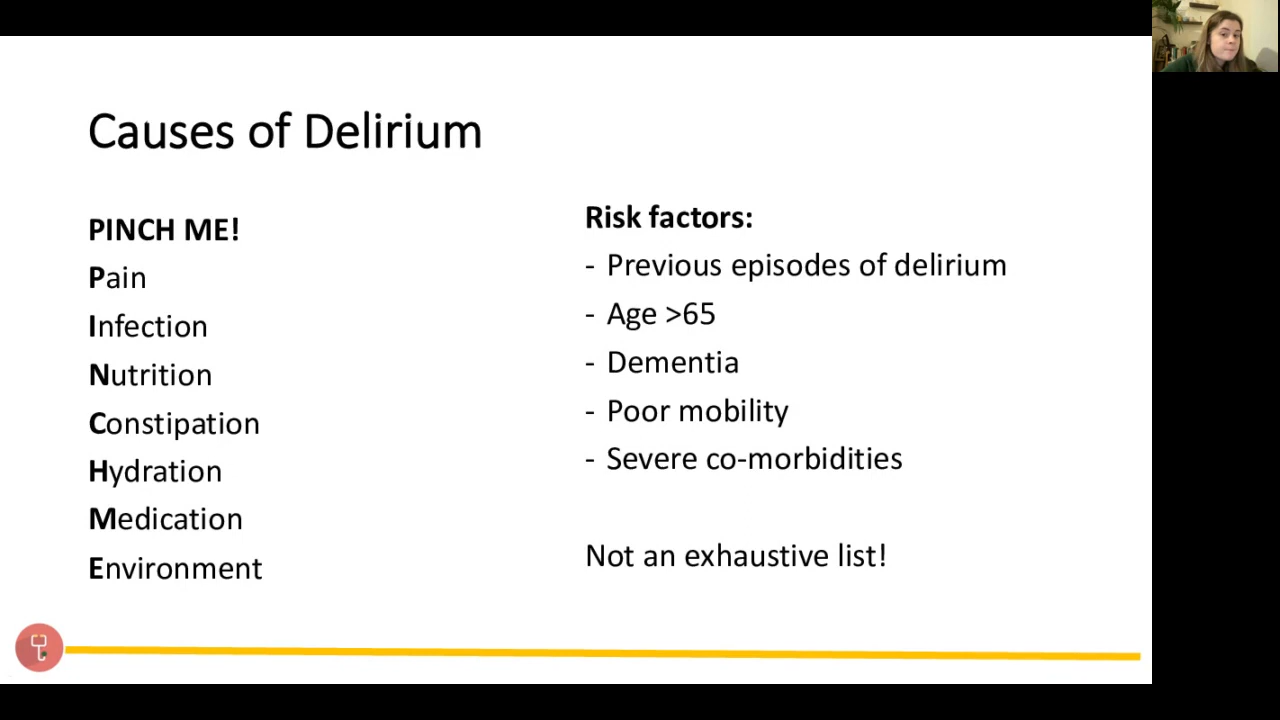 Causes of Delirium
PINCH ME!
Pain
Infection
Nutrition
Constipation
Hydration
Medication
Environment
Risk factors:
- Previous episodes of delirium
- Age >65
- Dementia
- Poor mobility
- Severe co-morbidities
Not an exhaustive list!